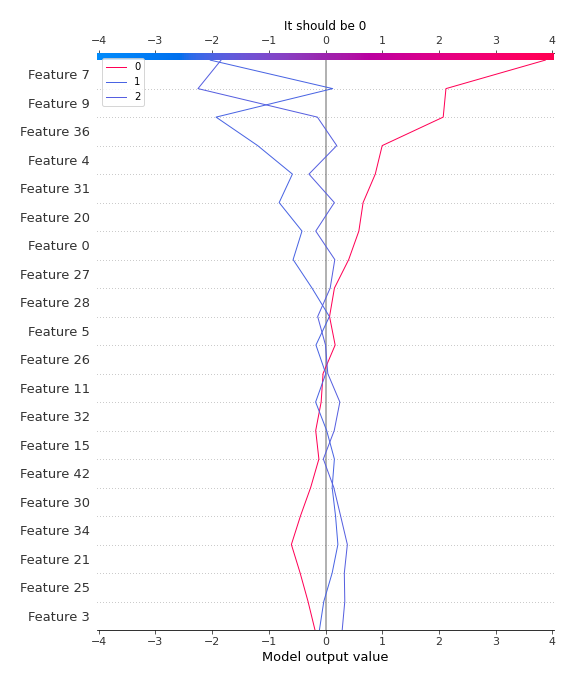 It should be 0
−4 −3 −2 −1 0 1 2 3 4
0
1
2
Feature 7
Feature 9
Feature 36
Feature 4
Feature 31
Feature 20
Feature 0
Feature 27
Feature 28
Feature 5
Feature 26
Feature 11
Feature 32
Feature 15
Feature 42
Feature 30
Feature 34
Feature 21
Feature 25
Feature 3
−4 −3 −2 −1 0 1 2 3 4
Model output value